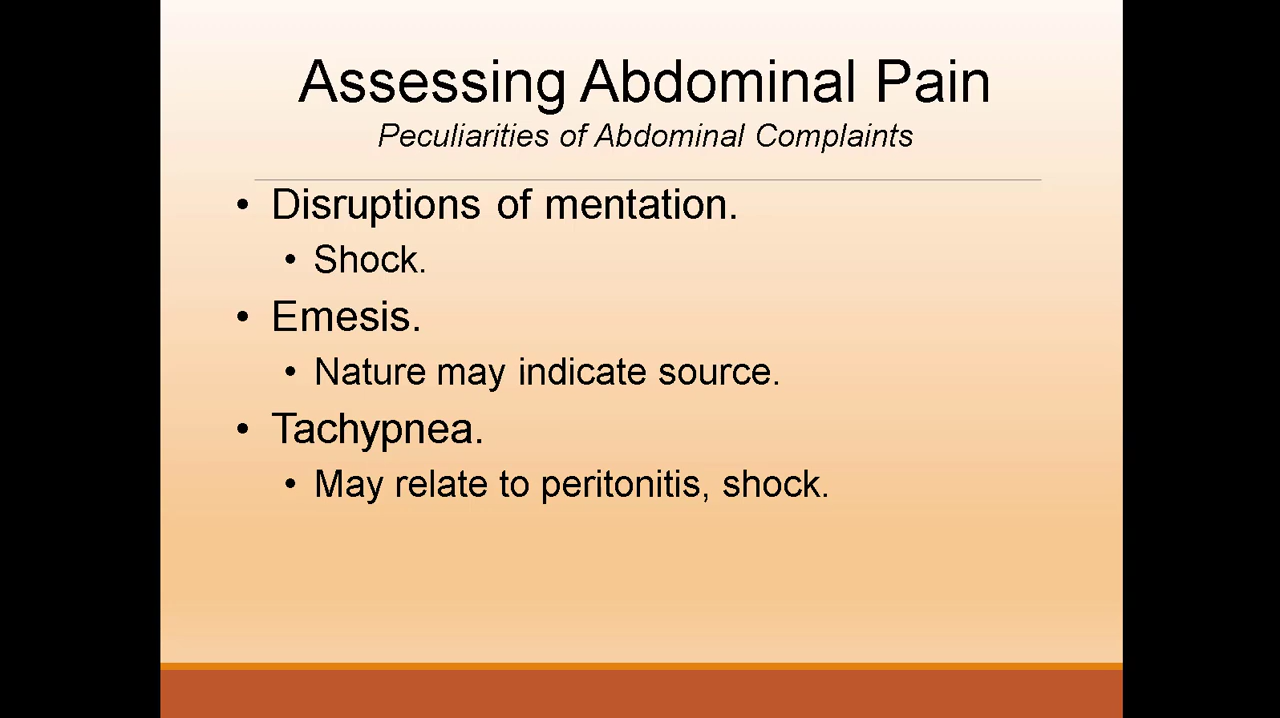 Assessing Abdominal Pain
Peculiarities of Abdominal Complaints
• Disruptions of mentation.
• Shock.
• Emesis.
• Nature may indicate source.
• Tachypnea.
• May relate to peritonitis, shock.